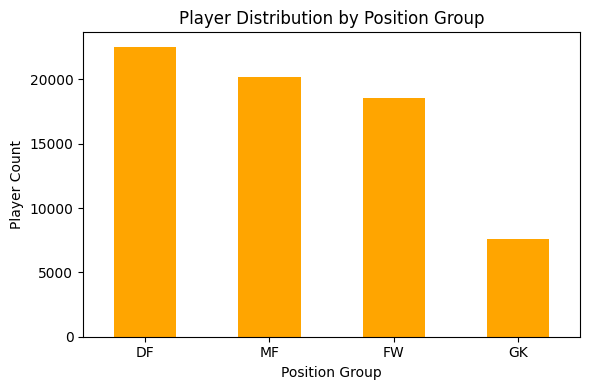 Player Distribution by Position Group
Player Count
20000
15000
10000
5000
0
DF MF FW GK
Position Group